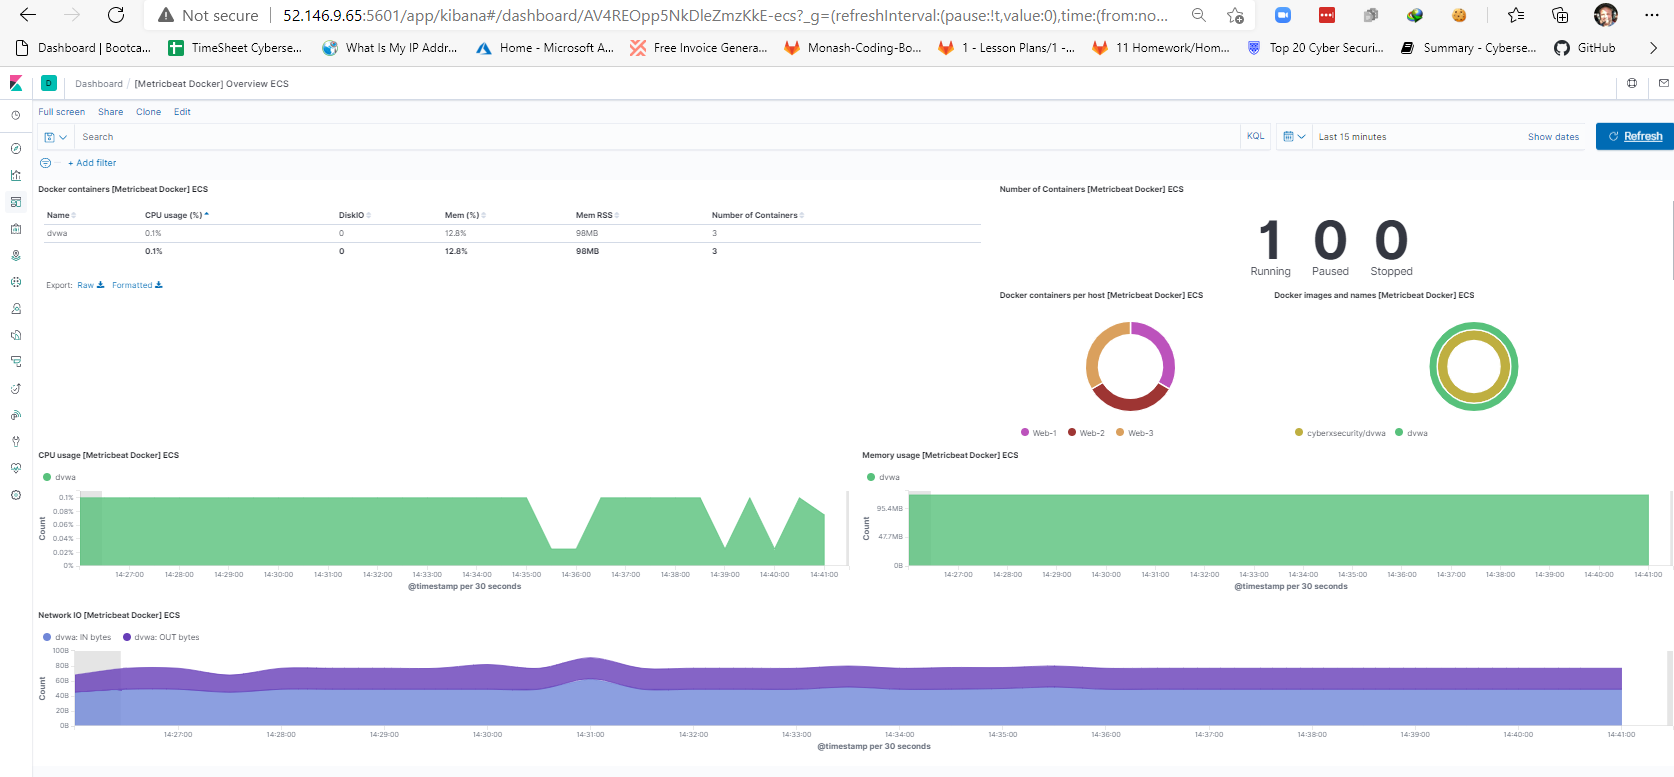 Not secure | 52.146.9.65:5601/app/kibana#/dashboard/AV4REOpp5NkDleZmzKkE-ecs?_g=(refreshInterval:(pause:!t,value:0),time:(from:no...
Dashboard | Bootca... TimeSheet Cyberse... What Is My IP Addr... Home - Microsoft A... Free Invoice Genera... Monash-Coding-Bo... 1 - Lesson Plans/1 -... 11 Homework/Hom... Top 20 Cyber Securi... Summary - Cyberse... GitHub
D Dashboard / [Metricbeat Docker] Overview ECS
Full screen Share Clone Edit
Search KQL Last 15 minutes Show dates Refresh
+ Add filter
Docker containers [Metricbeat Docker] ECS
Name CPU usage (%) DiskIO Mem (%) Mem RSS Number of Containers
dvwa 0.1% 0 12.8% 98MB 3
0.1% 0 12.8% 98MB 3
Export: Raw Formatted
Number of Containers [Metricbeat Docker] ECS
1 0 0
Running Paused Stopped
Docker containers per host [Metricbeat Docker] ECS
Web-1 Web-2 Web-3
Docker images and names [Metricbeat Docker] ECS
cyberxsecurity/dvwa dvwa
CPU usage [Metricbeat Docker] ECS
dvwa
Count
0.1%
0.08%
0.06%
0.04%
0.02%
0%
14:27:00 14:28:00 14:29:00 14:30:00 14:31:00 14:32:00 14:33:00 14:34:00 14:35:00 14:36:00 14:37:00 14:38:00 14:39:00 14:40:00 14:41:00
@timestamp per 30 seconds
Memory usage [Metricbeat Docker] ECS
dvwa
Count
95.4MB
47.7MB
0B
14:27:00 14:28:00 14:29:00 14:30:00 14:31:00 14:32:00 14:33:00 14:34:00 14:35:00 14:36:00 14:37:00 14:38:00 14:39:00 14:40:00 14:41:00
@timestamp per 30 seconds
Network IO [Metricbeat Docker] ECS
dvwa: IN bytes dvwa: OUT bytes
Count
100B
80B
60B
40B
20B
0B
14:27:00 14:28:00 14:29:00 14:30:00 14:31:00 14:32:00 14:33:00 14:34:00 14:35:00 14:36:00 14:37:00 14:38:00 14:39:00 14:40:00 14:41:00
@timestamp per 30 seconds